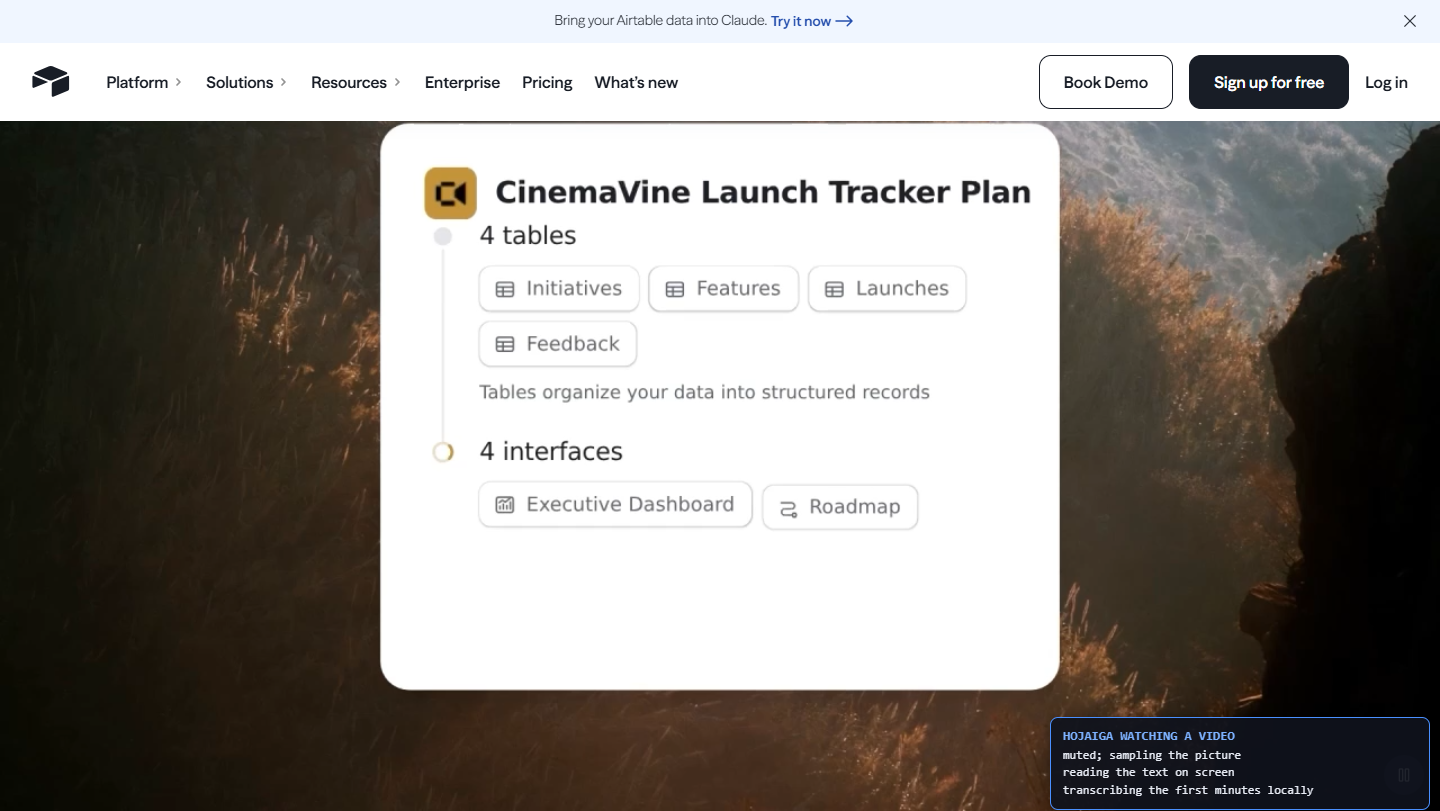 Bring your Airtable data into Claude. Try it now →
Platform Solutions Resources Enterprise Pricing What's new Book Demo Sign up for free Log in
CinemaVine Launch Tracker Plan
4 tables
Initiatives Features Launches
Feedback
Tables organize your data into structured records
4 interfaces
Executive Dashboard Roadmap
HOJAIGA WATCHING A VIDEO
muted; sampling the picture
reading the text on screen
transcribing the first minutes locally